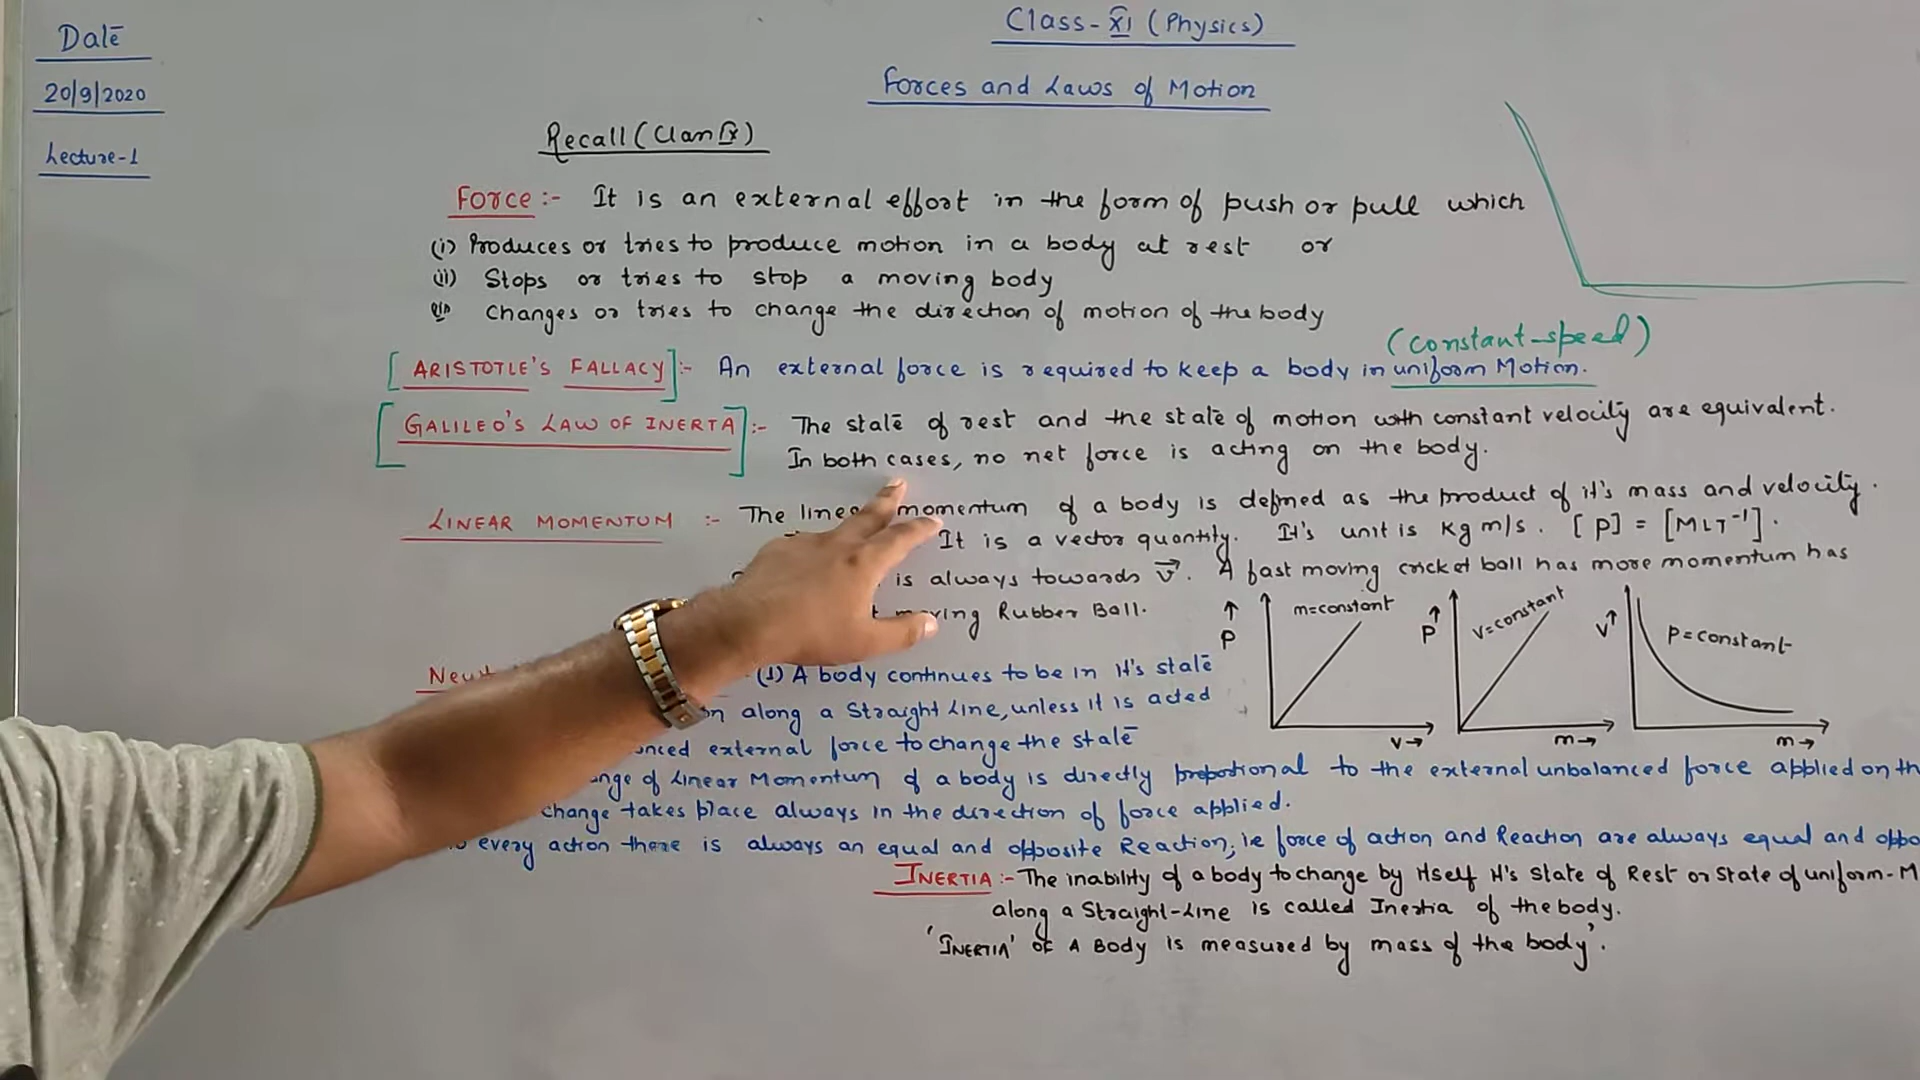 Date
20/9/2020
Lecture-1
Class-XI (Physics)
Forces and Laws of Motion
Recall (Class IX)
Force :- It is an external effort in the form of push or pull which
(i) Produces or tries to produce motion in a body at rest or
(ii) Stops or tries to stop a moving body
(iii) changes or tries to change the direction of motion of the body
(constant-speed)
[ARISTOTLE'S FALLACY] :- An external force is required to keep a body in uniform Motion.
[GALILEO'S LAW OF INERTA] :- The state of rest and the state of motion with constant velocity are equivalent.
In both cases, no net force is acting on the body.
LINEAR MOMENTUM :- The linear momentum of a body is defined as the product of it's mass and velocity.
It is a vector quantity. It's unit is Kg m/s. [P] = [MLT⁻¹].
is always towards v⃗. A fast moving cricket ball has more momentum has
moving Rubber Ball.
P↑ m=constant v→
P↑ v=constant m→
v↑ P=constant m→
(1) A body continues to be in it's state
along a Straight Line, unless it is acted
external force to change the state
of Linear Momentum of a body is directly propotional to the external unbalanced force applied on th
change takes place always in the direction of force applied.
every action there is always an equal and opposite Reaction, ie force of action and Reaction are always equal and oppo
INERTIA :- The inability of a body to change by itself it's State of Rest or State of uniform-M
along a Straight-Line is called Inertia of the body.
'INERTIA' OF A BODY is measured by mass of the body'.